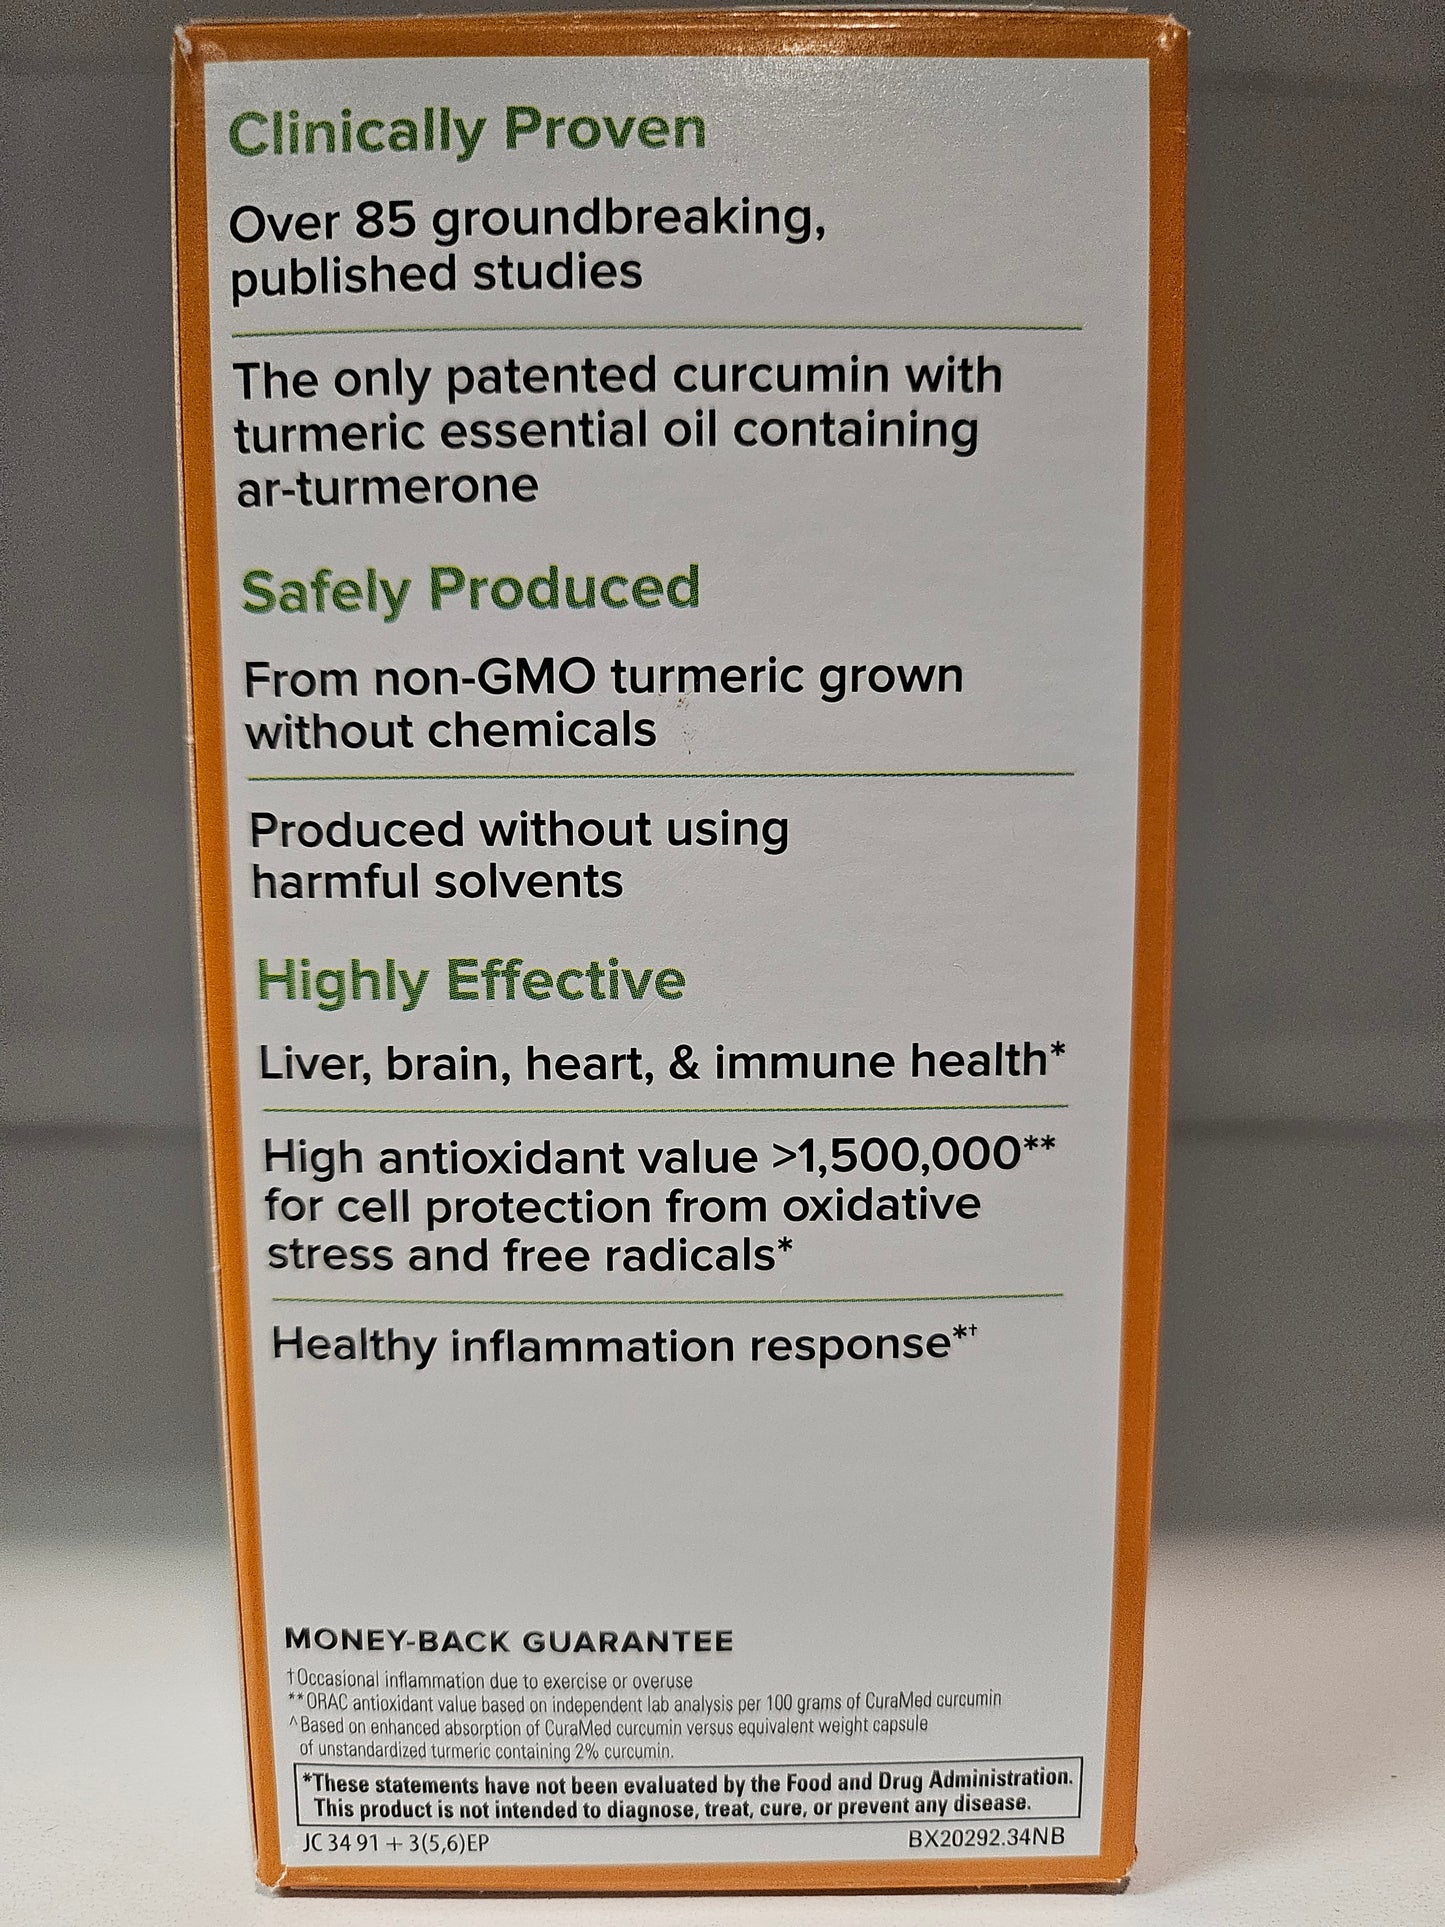 Clinically Proven
Over 85 groundbreaking,
published studies
The only patented curcumin with
turmeric essential oil containing
ar-turmerone
Safely Produced
From non-GMO turmeric grown
without chemicals
Produced without using
harmful solvents
Highly Effective
Liver, brain, heart, & immune health*
High antioxidant value >1,500,000**
for cell protection from oxidative
stress and free radicals*
Healthy inflammation response*†
MONEY-BACK GUARANTEE
†Occasional inflammation due to exercise or overuse
**ORAC antioxidant value based on independent lab analysis per 100 grams of CuraMed curcumin
^Based on enhanced absorption of CuraMed curcumin versus equivalent weight capsule
of unstandardized turmeric containing 2% curcumin.
*These statements have not been evaluated by the Food and Drug Administration.
This product is not intended to diagnose, treat, cure, or prevent any disease.
JC 34 91 + 3(5,6)EP
BX20292.34NB